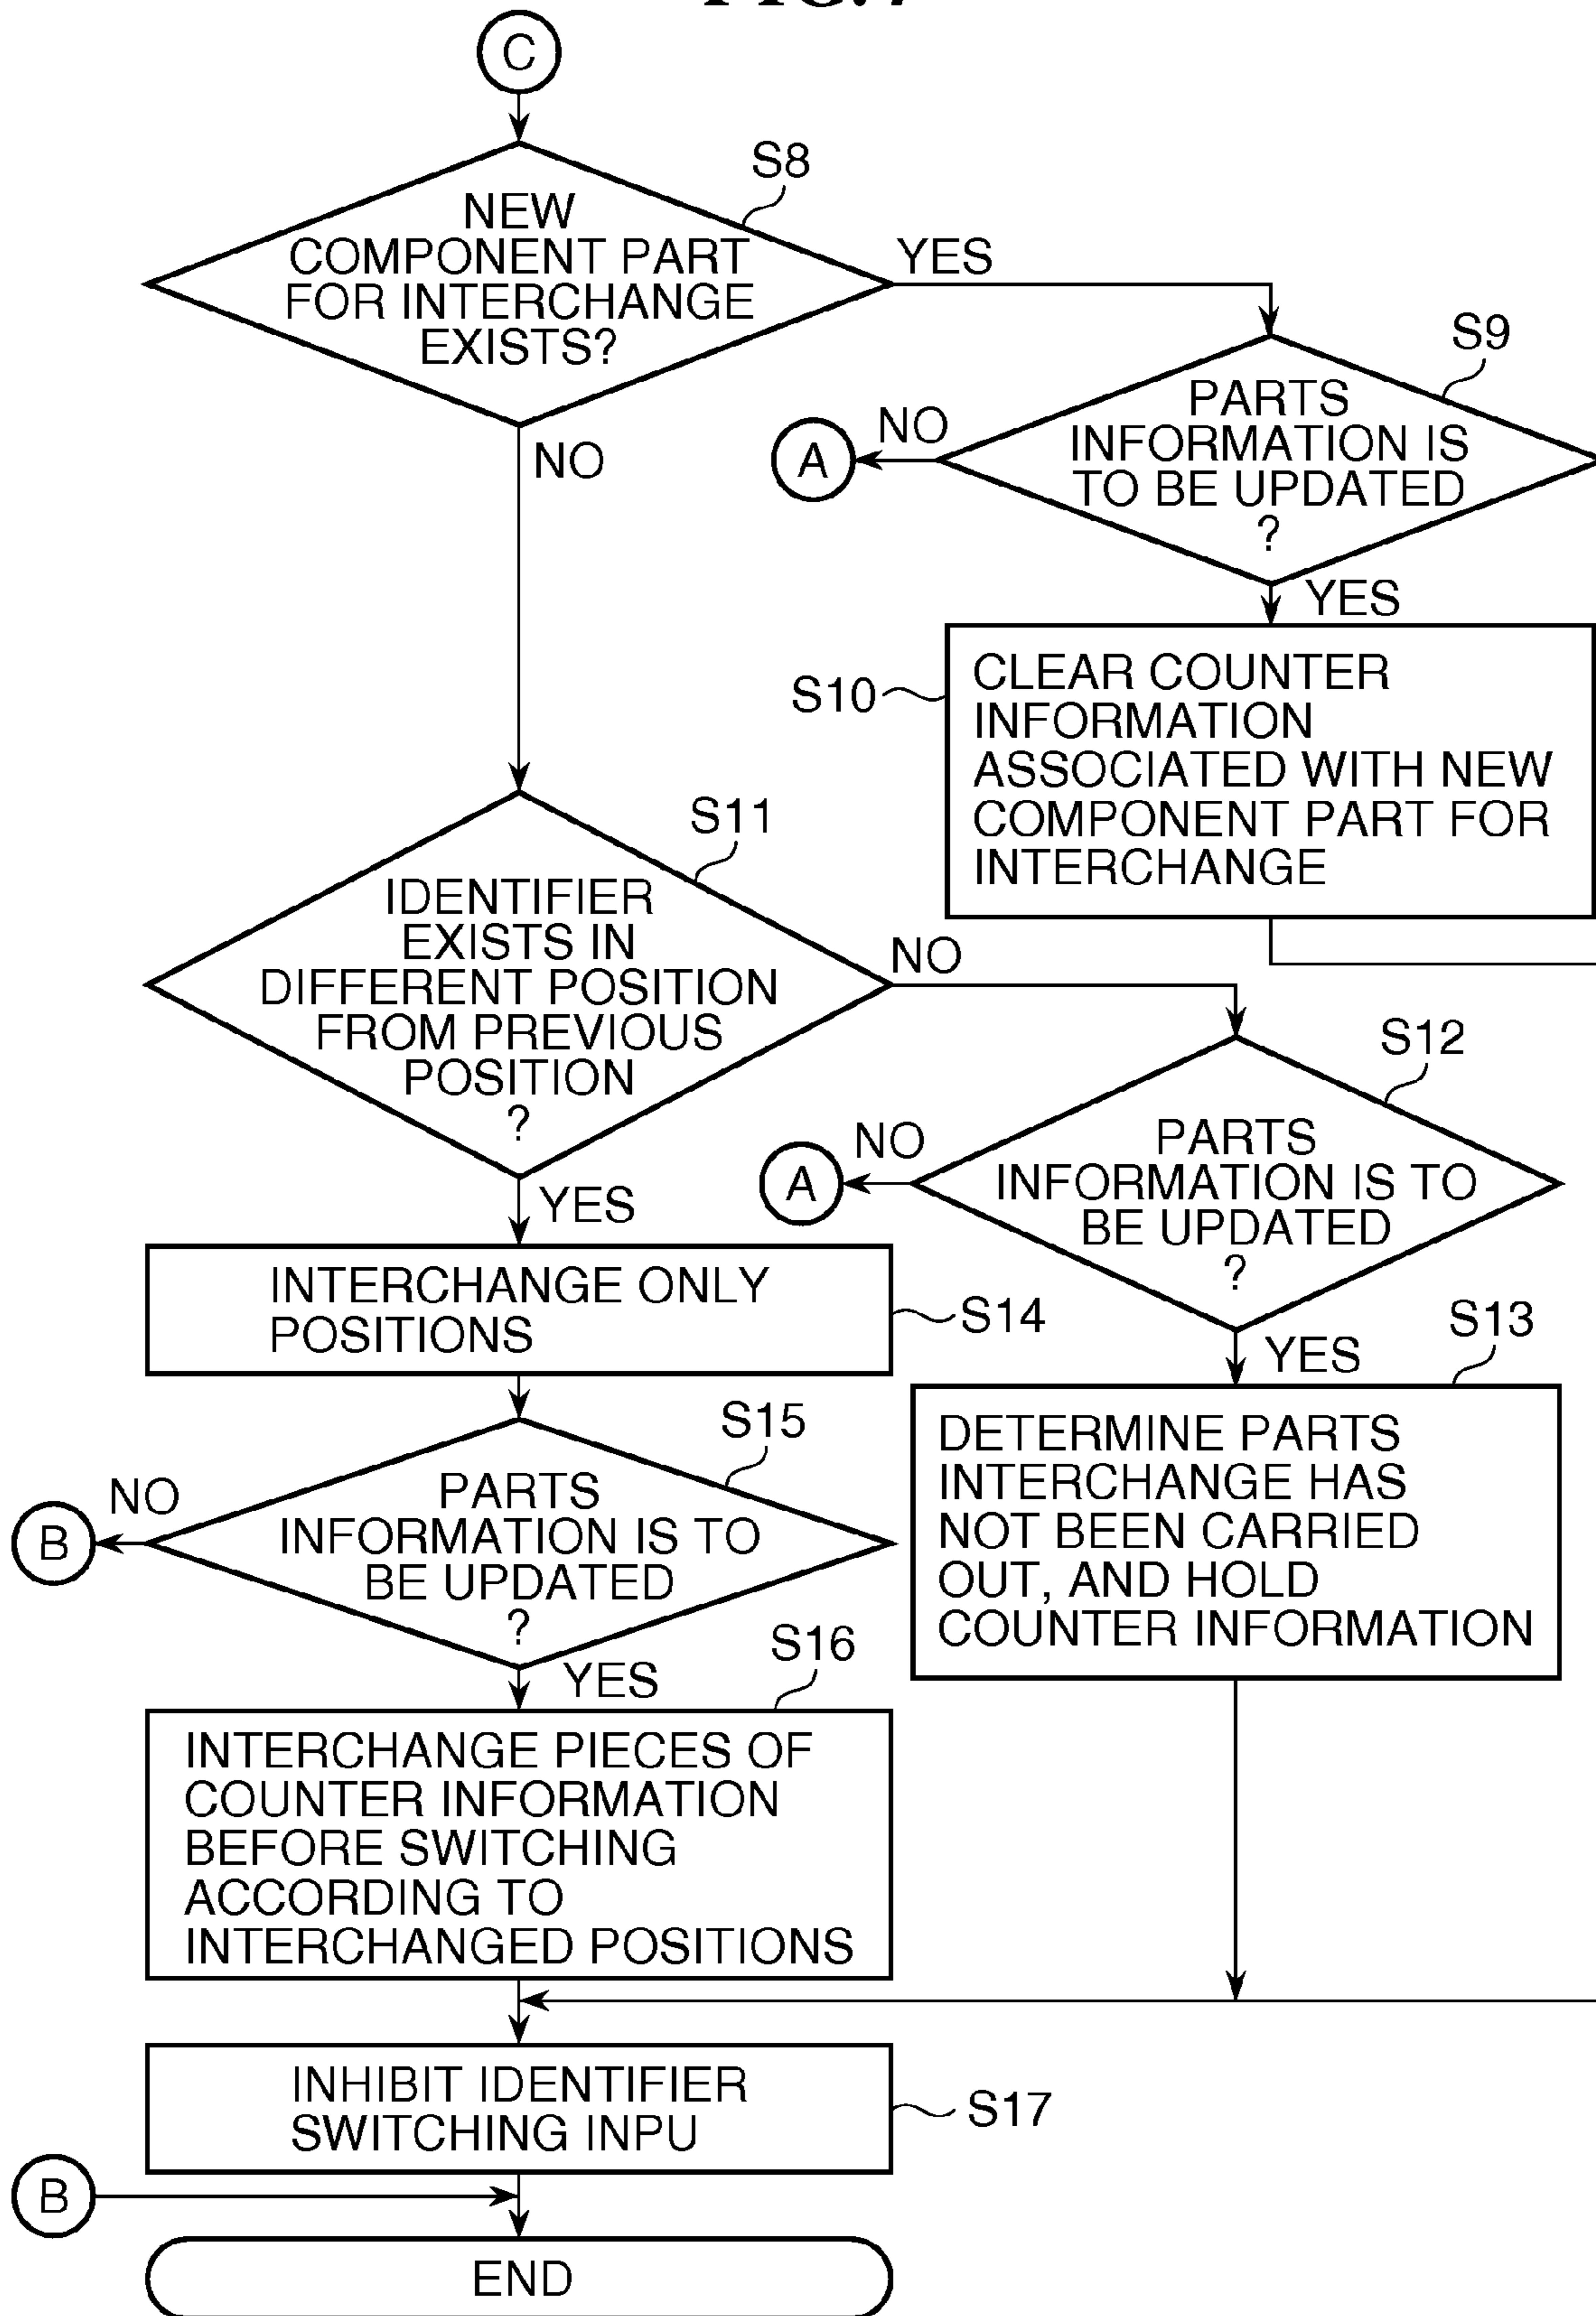 C
S8
NEW
COMPONENT PART
FOR INTERCHANGE
EXISTS?
YES
NO
S9
PARTS
INFORMATION IS
TO BE UPDATED
?
NO
A
YES
S10
CLEAR COUNTER
INFORMATION
ASSOCIATED WITH NEW
COMPONENT PART FOR
INTERCHANGE
S11
IDENTIFIER
EXISTS IN
DIFFERENT POSITION
FROM PREVIOUS
POSITION
?
NO
YES
S12
PARTS
INFORMATION IS TO
BE UPDATED
?
NO
A
YES
S13
DETERMINE PARTS
INTERCHANGE HAS
NOT BEEN CARRIED
OUT, AND HOLD
COUNTER INFORMATION
INTERCHANGE ONLY
POSITIONS
S14
S15
PARTS
INFORMATION IS TO
BE UPDATED
?
NO
B
YES
S16
INTERCHANGE PIECES OF
COUNTER INFORMATION
BEFORE SWITCHING
ACCORDING TO
INTERCHANGED POSITIONS
INHIBIT IDENTIFIER
SWITCHING INPU
S17
B
END